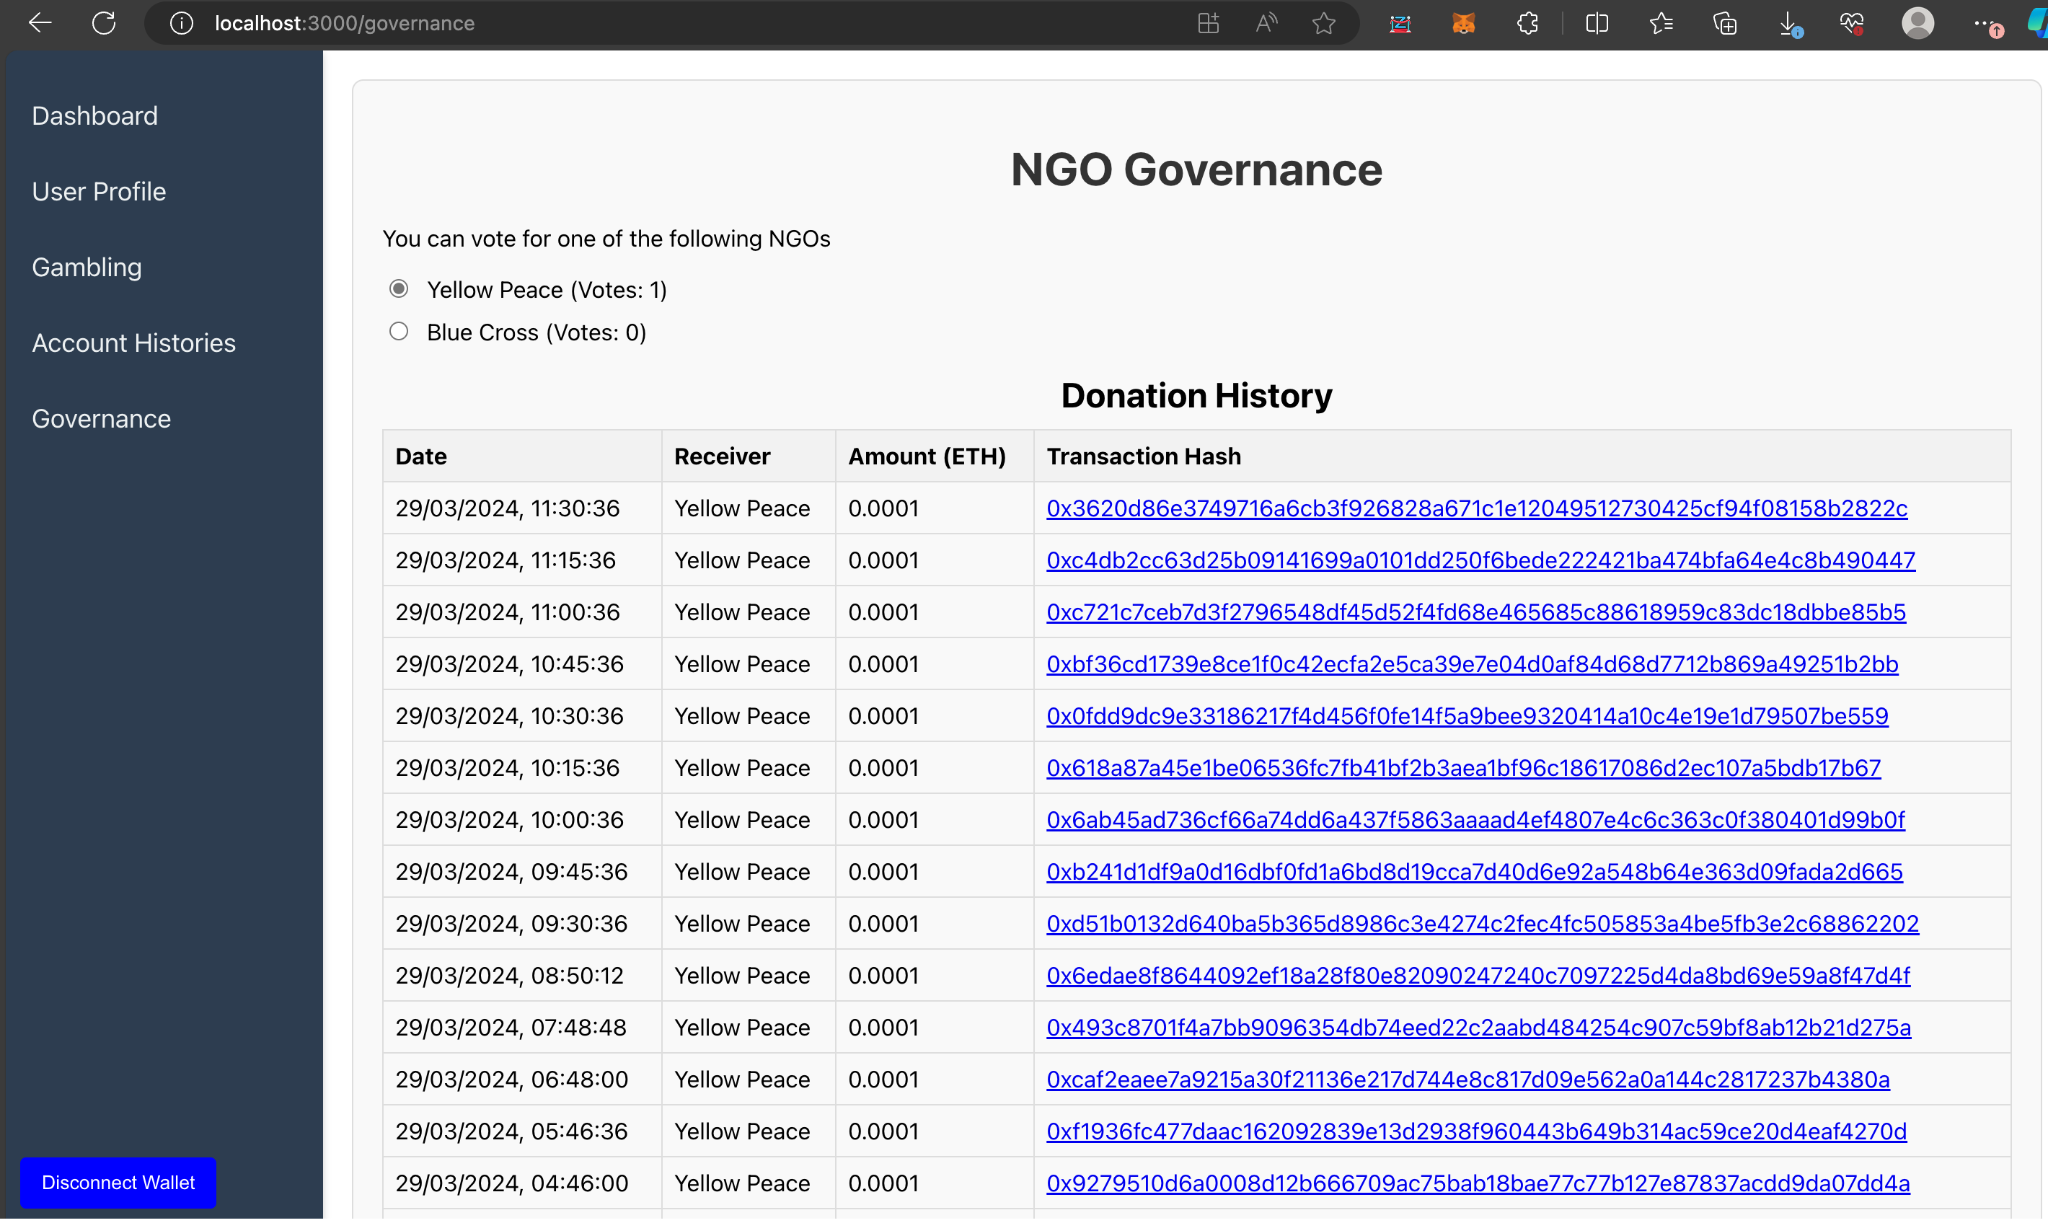 localhost:3000/governance
Dashboard
User Profile
Gambling
Account Histories
Governance
Disconnect Wallet
NGO Governance
You can vote for one of the following NGOs
Yellow Peace (Votes: 1)
Blue Cross (Votes: 0)
Donation History
Date Receiver Amount (ETH) Transaction Hash
29/03/2024, 11:30:36 Yellow Peace 0.0001 0x3620d86e3749716a6cb3f926828a671c1e12049512730425cf94f08158b2822c
29/03/2024, 11:15:36 Yellow Peace 0.0001 0xc4db2cc63d25b09141699a0101dd250f6bede222421ba474bfa64e4c8b490447
29/03/2024, 11:00:36 Yellow Peace 0.0001 0xc721c7ceb7d3f2796548df45d52f4fd68e465685c88618959c83dc18dbbe85b5
29/03/2024, 10:45:36 Yellow Peace 0.0001 0xbf36cd1739e8ce1f0c42ecfa2e5ca39e7e04d0af84d68d7712b869a49251b2bb
29/03/2024, 10:30:36 Yellow Peace 0.0001 0x0fdd9dc9e33186217f4d456f0fe14f5a9bee9320414a10c4e19e1d79507be559
29/03/2024, 10:15:36 Yellow Peace 0.0001 0x618a87a45e1be06536fc7fb41bf2b3aea1bf96c18617086d2ec107a5bdb17b67
29/03/2024, 10:00:36 Yellow Peace 0.0001 0x6ab45ad736cf66a74dd6a437f5863aaaad4ef4807e4c6c363c0f380401d99b0f
29/03/2024, 09:45:36 Yellow Peace 0.0001 0xb241d1df9a0d16dbf0fd1a6bd8d19cca7d40d6e92a548b64e363d09fada2d665
29/03/2024, 09:30:36 Yellow Peace 0.0001 0xd51b0132d640ba5b365d8986c3e4274c2fec4fc505853a4be5fb3e2c68862202
29/03/2024, 08:50:12 Yellow Peace 0.0001 0x6edae8f8644092ef18a28f80e82090247240c7097225d4da8bd69e59a8f47d4f
29/03/2024, 07:48:48 Yellow Peace 0.0001 0x493c8701f4a7bb9096354db74eed22c2aabd484254c907c59bf8ab12b21d275a
29/03/2024, 06:48:00 Yellow Peace 0.0001 0xcaf2eaee7a9215a30f21136e217d744e8c817d09e562a0a144c2817237b4380a
29/03/2024, 05:46:36 Yellow Peace 0.0001 0xf1936fc477daac162092839e13d2938f960443b649b314ac59ce20d4eaf4270d
29/03/2024, 04:46:00 Yellow Peace 0.0001 0x9279510d6a0008d12b666709ac75bab18bae77c77b127e87837acdd9da07dd4a